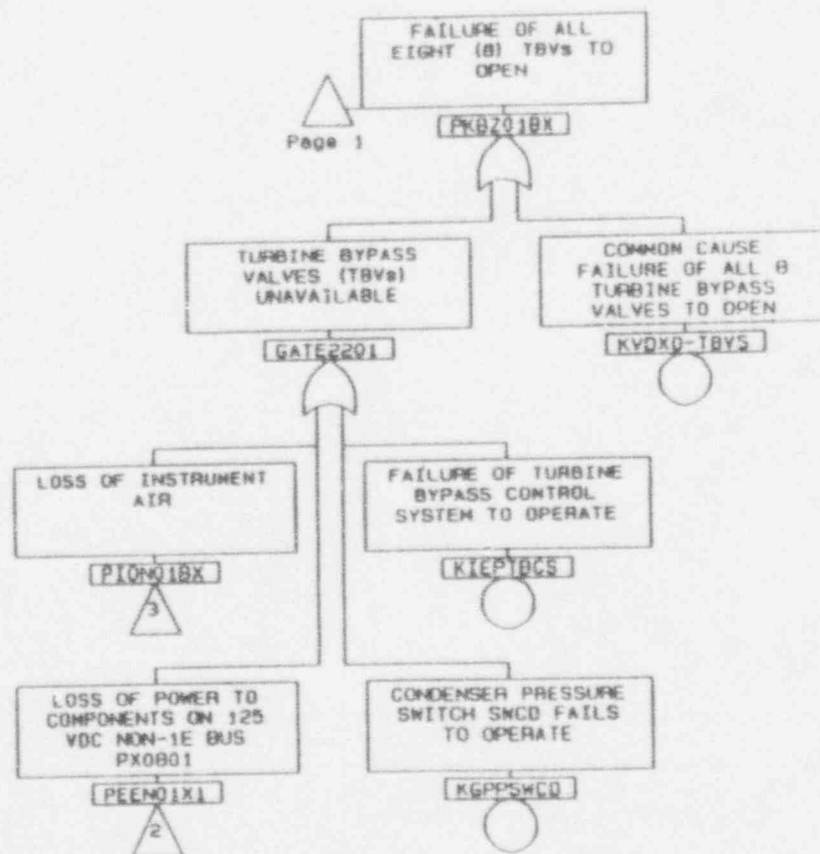 FAILURE OF ALL
EIGHT (8) TBVs TO
OPEN
Page 1
PKBZ01BX
TURBINE BYPASS
VALVES (TBVs)
UNAVAILABLE
GATE2201
COMMON CAUSE
FAILURE OF ALL 8
TURBINE BYPASS
VALVES TO OPEN
KVDXO-TBVS
LOSS OF INSTRUMENT
AIR
PION01BX
3
FAILURE OF TURBINE
BYPASS CONTROL
SYSTEM TO OPERATE
KIEPTBCS
LOSS OF POWER TO
COMPONENTS ON 125
VDC NON-1E BUS
PX0801
PEEN01X1
2
CONDENSER PRESSURE
SWITCH SWCD FAILS
TO OPERATE
KGPPSWCD